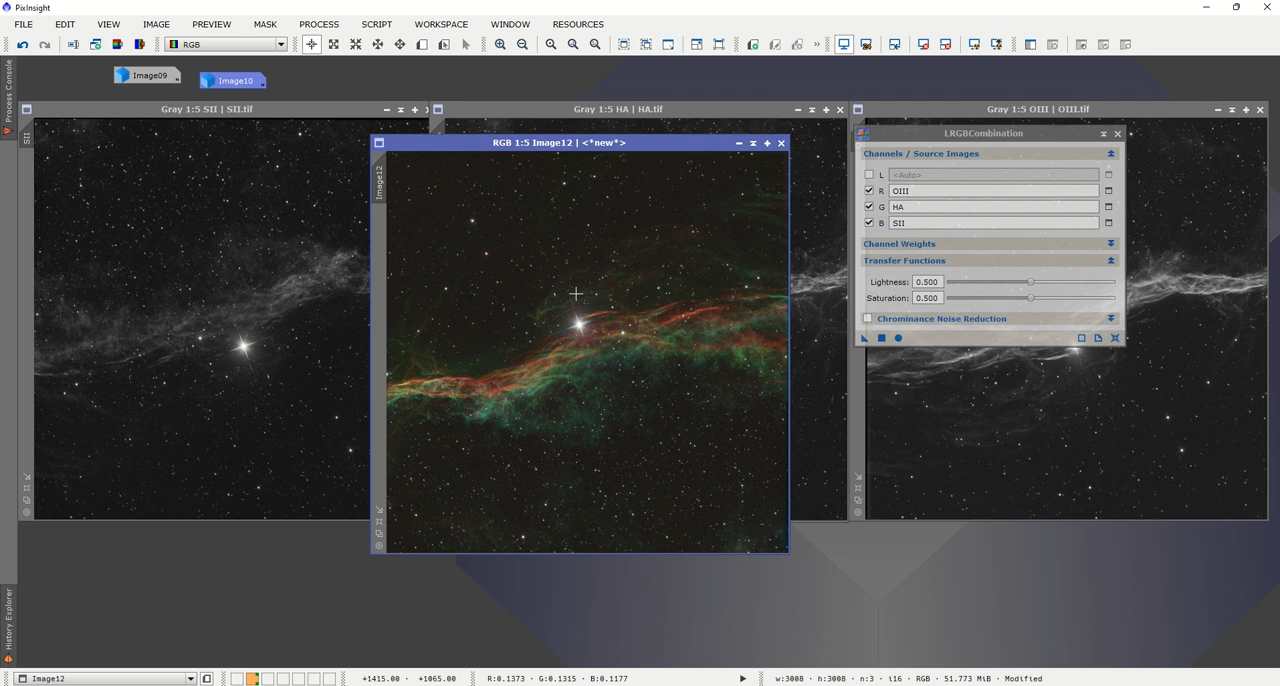 PixInsight
FILE EDIT VIEW IMAGE PREVIEW MASK PROCESS SCRIPT WORKSPACE WINDOW RESOURCES
RGB
Process Console
Image09
Image10
Gray 1:5 SII | SII.tif
Gray 1:5 HA | HA.tif
Gray 1:5 OIII | OIII.tif
SII
RGB 1:5 Image12 | <*new*>
Image12
LRGBCombination
Channels / Source Images
L <Auto>
R OIII
G HA
B SII
Channel Weights
Transfer Functions
Lightness: 0.500
Saturation: 0.500
Chrominance Noise Reduction
History Explorer
Image12
+1415.00 · +1065.00
R:0.1373 · G:0.1315 · B:0.1177
w:3008 · h:3008 · n:3 · i16 · RGB · 51.773 MiB · Modified